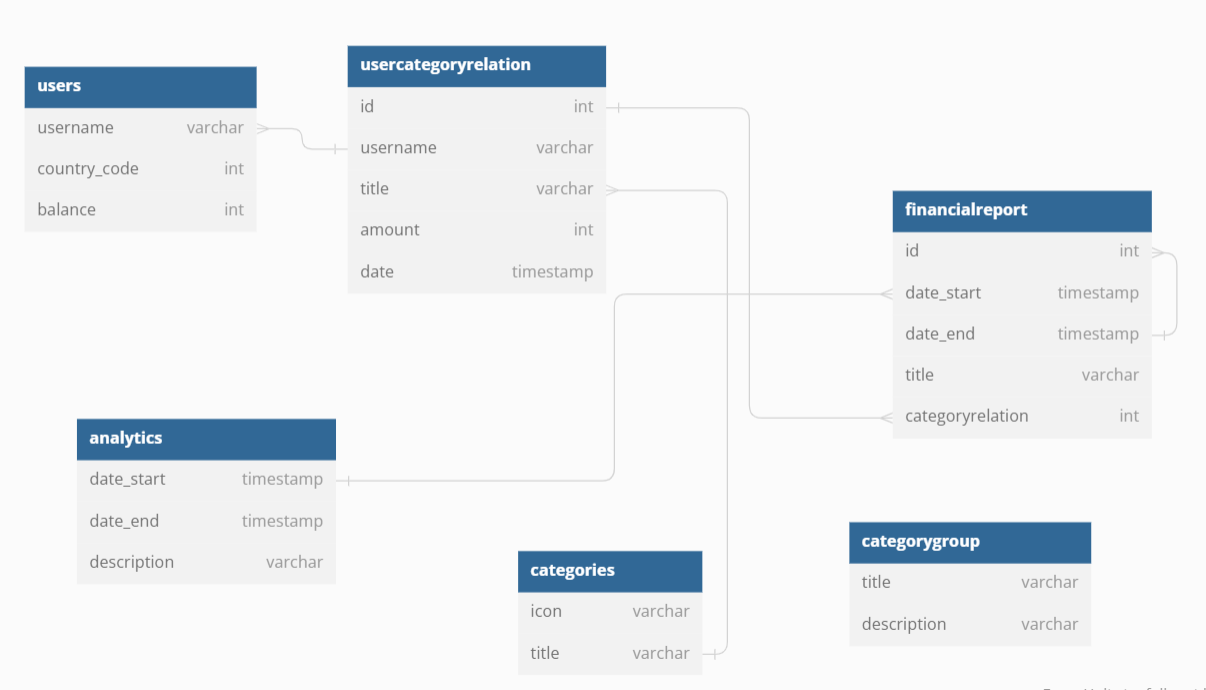 users
username varchar
country_code int
balance int
usercategoryrelation
id int
username varchar
title varchar
amount int
date timestamp
financialreport
id int
date_start timestamp
date_end timestamp
title varchar
categoryrelation int
analytics
date_start timestamp
date_end timestamp
description varchar
categories
icon varchar
title varchar
categorygroup
title varchar
description varchar